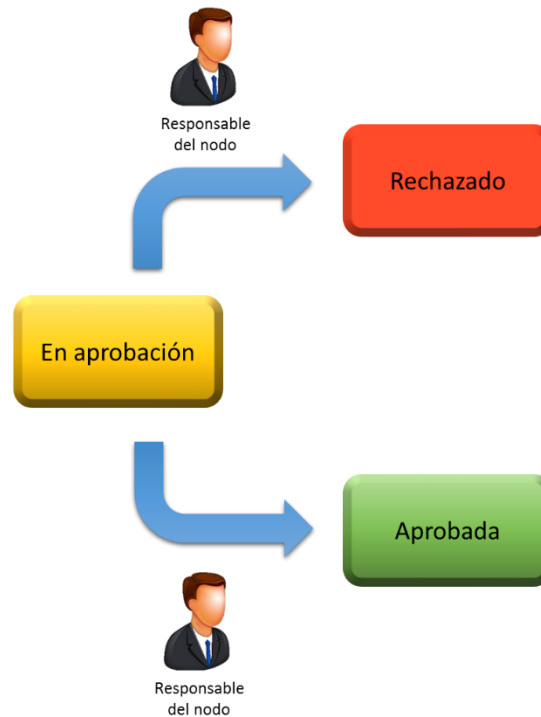 Responsable
del nodo
Rechazado
En aprobación
Aprobada
Responsable
del nodo